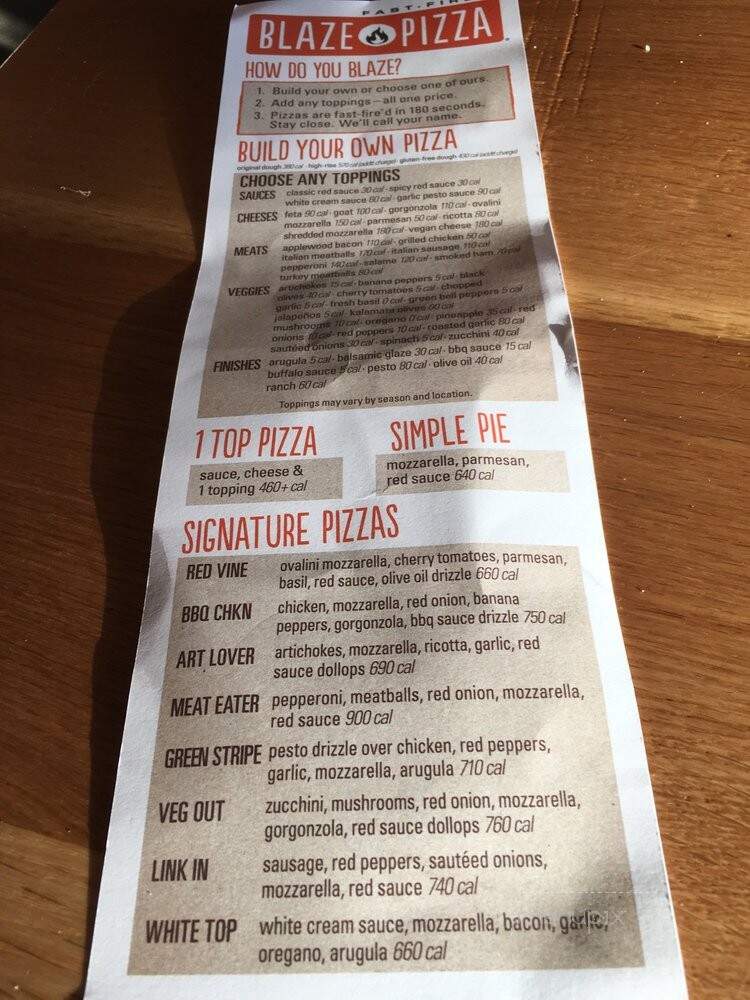 FAST-FIRE
BLAZE PIZZA
HOW DO YOU BLAZE?
1. Build your own or choose one of ours.
2. Add any toppings—all one price.
3. Pizzas are fast-fire'd in 180 seconds.
Stay close. We'll call your name.
BUILD YOUR OWN PIZZA
original dough 380 cal · high-rise 570 cal (addtl charge) · gluten-free dough 430 cal (addtl charge)
CHOOSE ANY TOPPINGS
SAUCES classic red sauce 30 cal · spicy red sauce 30 cal
white cream sauce 80 cal · garlic pesto sauce 90 cal
CHEESES feta 90 cal · goat 100 cal · gorgonzola 110 cal · ovalini
mozzarella 150 cal · parmesan 50 cal · ricotta 80 cal
shredded mozzarella 180 cal · vegan cheese 180 cal
MEATS applewood bacon 110 cal · grilled chicken 50 cal
italian meatballs 170 cal · italian sausage 110 cal
pepperoni 140 cal · salame 120 cal · smoked ham 70 cal
turkey meatballs 80 cal
VEGGIES artichokes 15 cal · banana peppers 5 cal · black
olives 40 cal · cherry tomatoes 5 cal · chopped
garlic 5 cal · fresh basil 0 cal · green bell peppers 5 cal
jalapeños 5 cal · kalamata olives cal
mushrooms 10 cal · oregano 0 cal · pineapple 35 cal · red
onions 10 cal · red peppers 10 cal · roasted garlic 80 cal
sautéed onions 30 cal · spinach 5 cal · zucchini 40 cal
FINISHES arugula 5 cal · balsamic glaze 30 cal · bbq sauce 15 cal
buffalo sauce 5 cal · pesto 80 cal · olive oil 40 cal
ranch 60 cal
Toppings may vary by season and location.
1 TOP PIZZA
sauce, cheese &
1 topping 460+ cal
SIMPLE PIE
mozzarella, parmesan,
red sauce 640 cal
SIGNATURE PIZZAS
RED VINE ovalini mozzarella, cherry tomatoes, parmesan,
basil, red sauce, olive oil drizzle 660 cal
BBQ CHKN chicken, mozzarella, red onion, banana
peppers, gorgonzola, bbq sauce drizzle 750 cal
ART LOVER artichokes, mozzarella, ricotta, garlic, red
sauce dollops 690 cal
MEAT EATER pepperoni, meatballs, red onion, mozzarella,
red sauce 900 cal
GREEN STRIPE pesto drizzle over chicken, red peppers,
garlic, mozzarella, arugula 710 cal
VEG OUT zucchini, mushrooms, red onion, mozzarella,
gorgonzola, red sauce dollops 760 cal
LINK IN sausage, red peppers, sautéed onions,
mozzarella, red sauce 740 cal
WHITE TOP white cream sauce, mozzarella, bacon, garlic,
oregano, arugula 660 cal